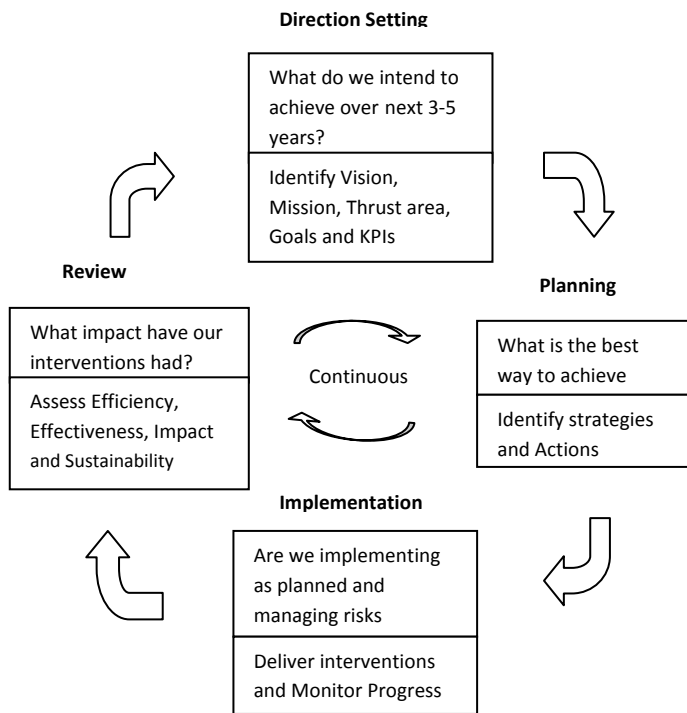 Direction Setting
What do we intend to
achieve over next 3-5
years?
Identify Vision,
Mission, Thrust area,
Goals and KPIs
Review
What impact have our
interventions had?
Assess Efficiency,
Effectiveness, Impact
and Sustainability
Continuous
Planning
What is the best
way to achieve
Identify strategies
and Actions
Implementation
Are we implementing
as planned and
managing risks
Deliver interventions
and Monitor Progress